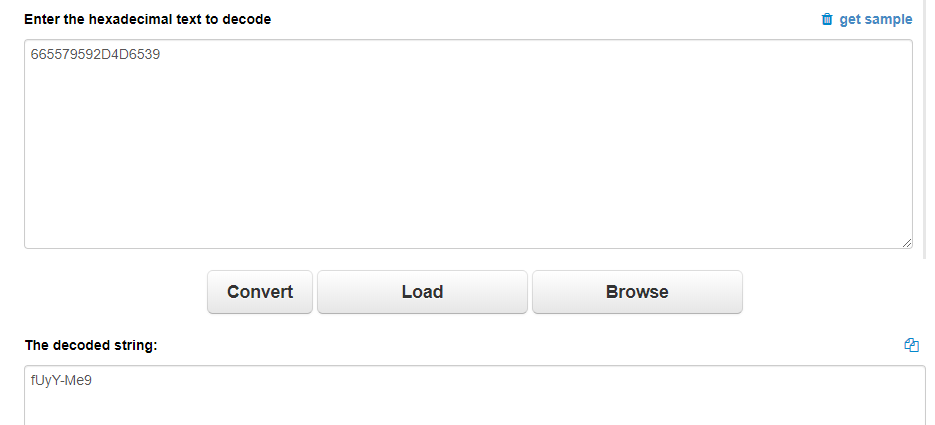 Enter the hexadecimal text to decode
get sample
665579592D4D6539
Convert Load Browse
The decoded string:
fUyY-Me9